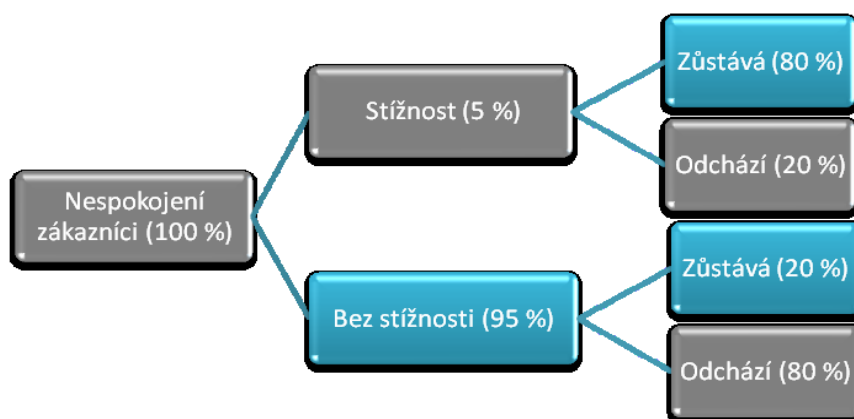 Nespokojení
zákazníci (100 %)
Stížnost (5 %)
Zůstává (80 %)
Odchází (20 %)
Bez stížnosti (95 %)
Zůstává (20 %)
Odchází (80 %)